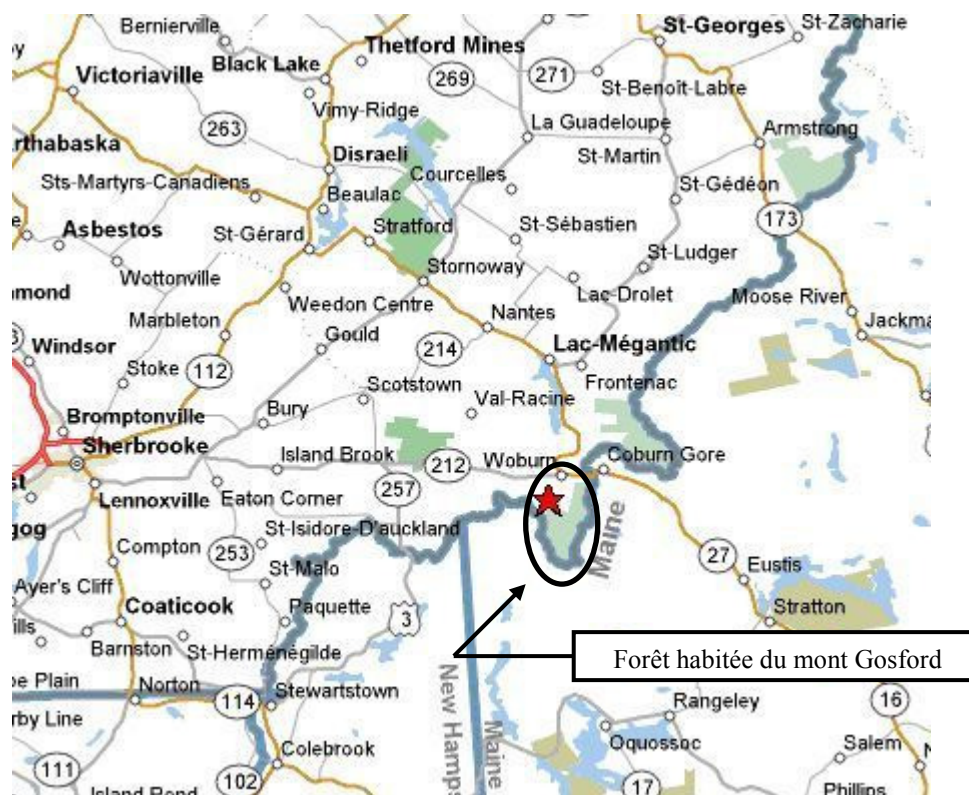 Bernierville
St-Georges
St-Zacharie
Thetford Mines
Black Lake
Victoriaville
269
271
St-Benoît-Labre
Vimy-Ridge
263
La Guadeloupe
Armstrong
rthabaska
Disraeli
St-Martin
Sts-Martyrs-Canadiens
Courcelles
Beaulac
St-Gédéon
173
Asbestos
St-Gérard
Stratford
St-Sébastien
St-Ludger
Wottonville
Stornoway
Lac-Drolet
mond
Weedon Centre
Moose River
Nantes
Marbleton
Gould
Jackma
Windsor
214
Lac-Mégantic
Stoke
112
Scotstown
Frontenac
Val-Racine
Bromptonville
Bury
Sherbrooke
Island Brook
212
Woburn
Coburn Gore
Lennoxville
Eaton Corner
257
gog
St-Isidore-D'auckland
Maine
Compton
253
27
Eustis
St-Malo
Ayer's Cliff
Coaticook
Paquette
3
Stratton
Barnston
St-Herménégilde
Forêt habitée du mont Gosford
Norton
114
Stewartstown
Rangeley
16
rby Line
New Hamps
Maine
Colebrook
Oquossoc
Salem
111
102
17
Phillips